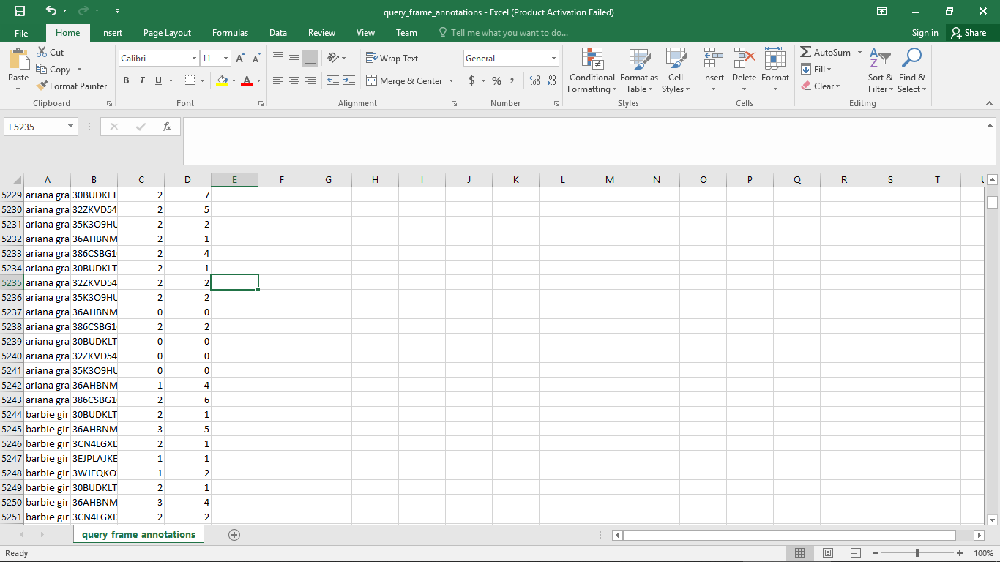 query_frame_annotations - Excel (Product Activation Failed)
File Home Insert Page Layout Formulas Data Review View Team Tell me what you want to do... Sign in Share
Paste Cut Copy Format Painter
Clipboard
Calibri 11
B I U A
Font
Wrap Text
Merge & Center
Alignment
General
$ % ,
Number
Conditional Formatting Format as Table Cell Styles
Styles
Insert Delete Format
Cells
AutoSum
Fill
Clear
Sort & Filter Find & Select
Editing
E5235 fx
A B C D E F G H I J K L M N O P Q R S T
5229 ariana gra 30BUDKLT 2 7
5230 ariana gra 32ZKVD54 2 5
5231 ariana gra 35K3O9HU 2 2
5232 ariana gra 36AHBNM 2 1
5233 ariana gra 386CSBG1 2 4
5234 ariana gra 30BUDKLT 2 1
5235 ariana gra 32ZKVD54 2 2
5236 ariana gra 35K3O9HU 2 2
5237 ariana gra 36AHBNM 0 0
5238 ariana gra 386CSBG1 2 2
5239 ariana gra 30BUDKLT 0 0
5240 ariana gra 32ZKVD54 0 0
5241 ariana gra 35K3O9HU 0 0
5242 ariana gra 36AHBNM 1 4
5243 ariana gra 386CSBG1 2 6
5244 barbie girl 30BUDKLT 2 1
5245 barbie girl 36AHBNM 3 5
5246 barbie girl 3CN4LGXD 2 1
5247 barbie girl 3EJPLAJKE 1 1
5248 barbie girl 3WJEQKO 1 2
5249 barbie girl 30BUDKLT 2 1
5250 barbie girl 36AHBNM 3 4
5251 barbie girl 3CN4LGXD 2 2
query_frame_annotations
Ready 100%